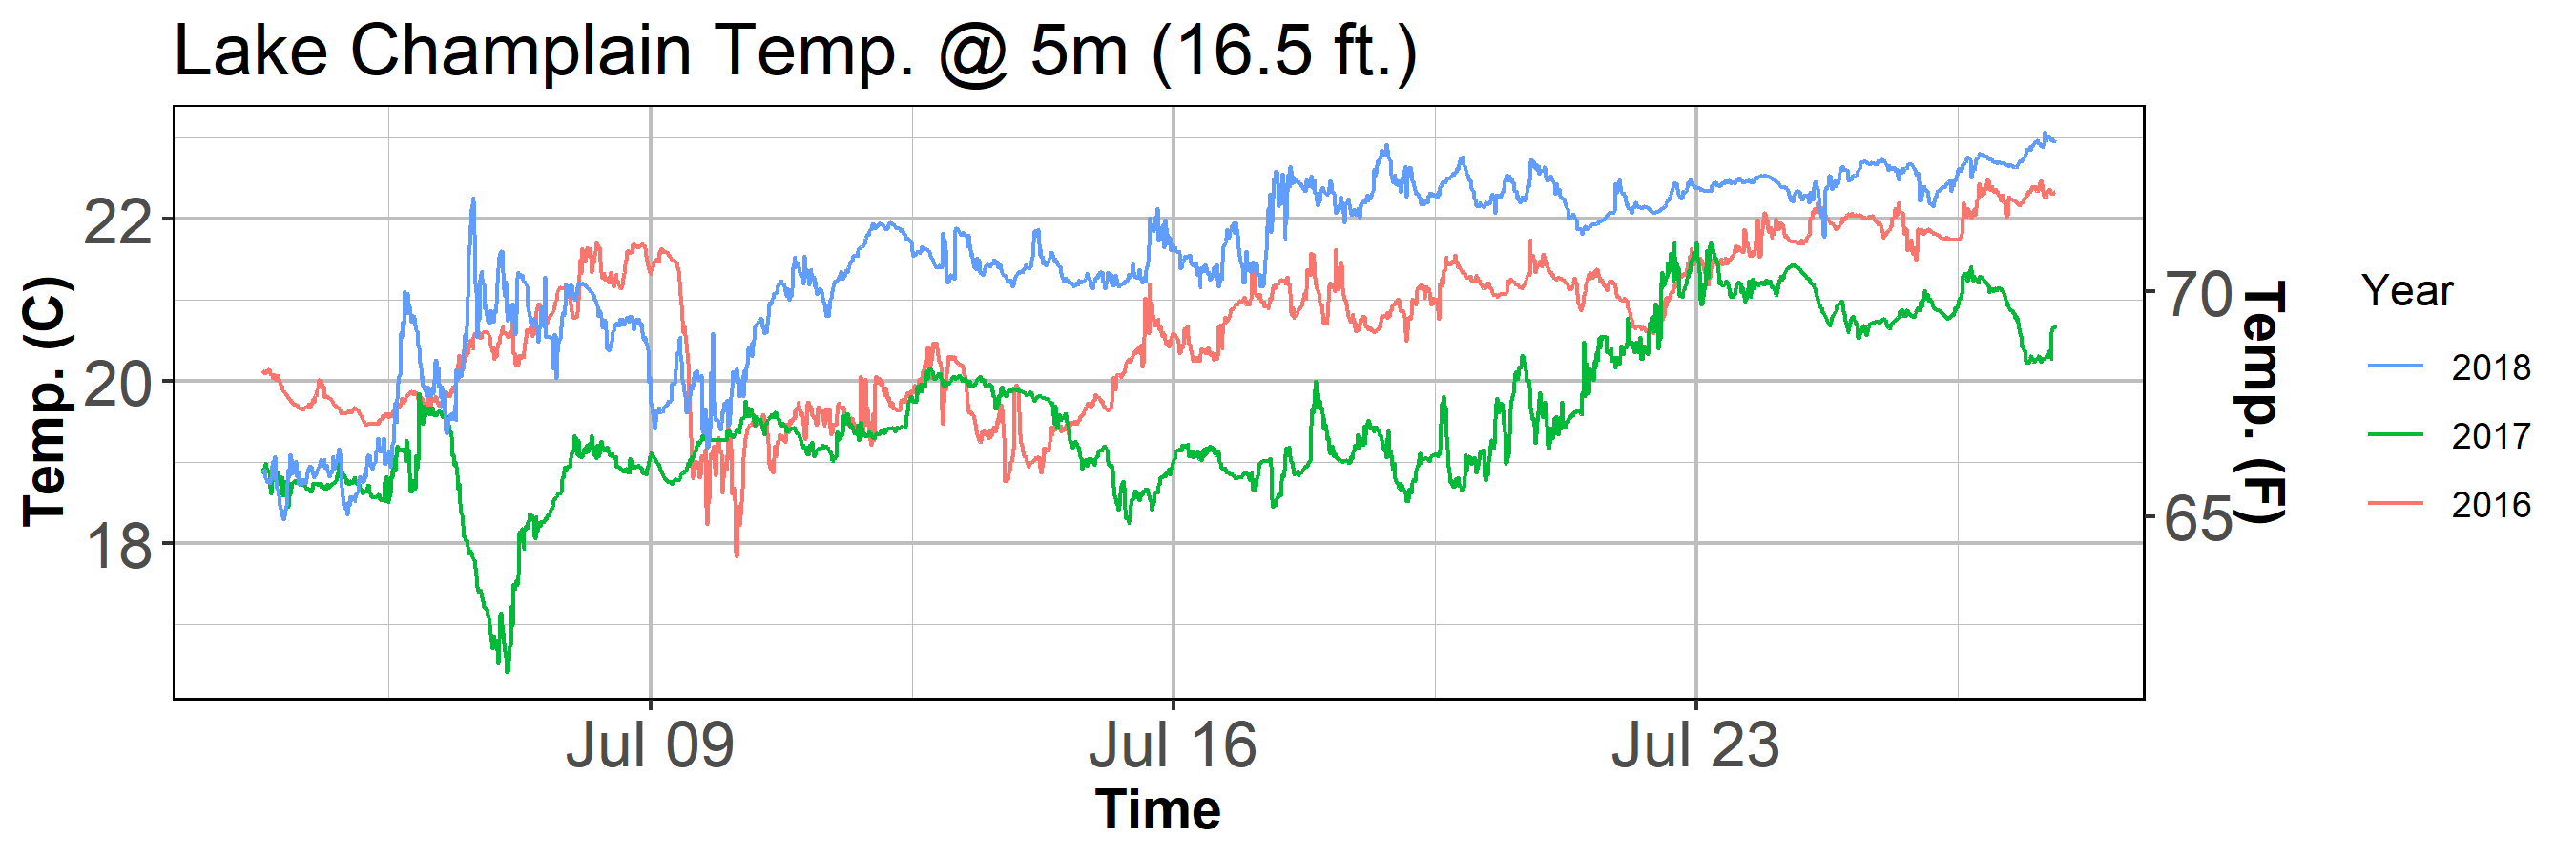 Lake Champlain Temp. @ 5m (16.5 ft.)
Temp. (C)
22
20
18
70
65
Temp. (F)
Jul 09
Jul 16
Jul 23
Time
Year
2018
2017
2016